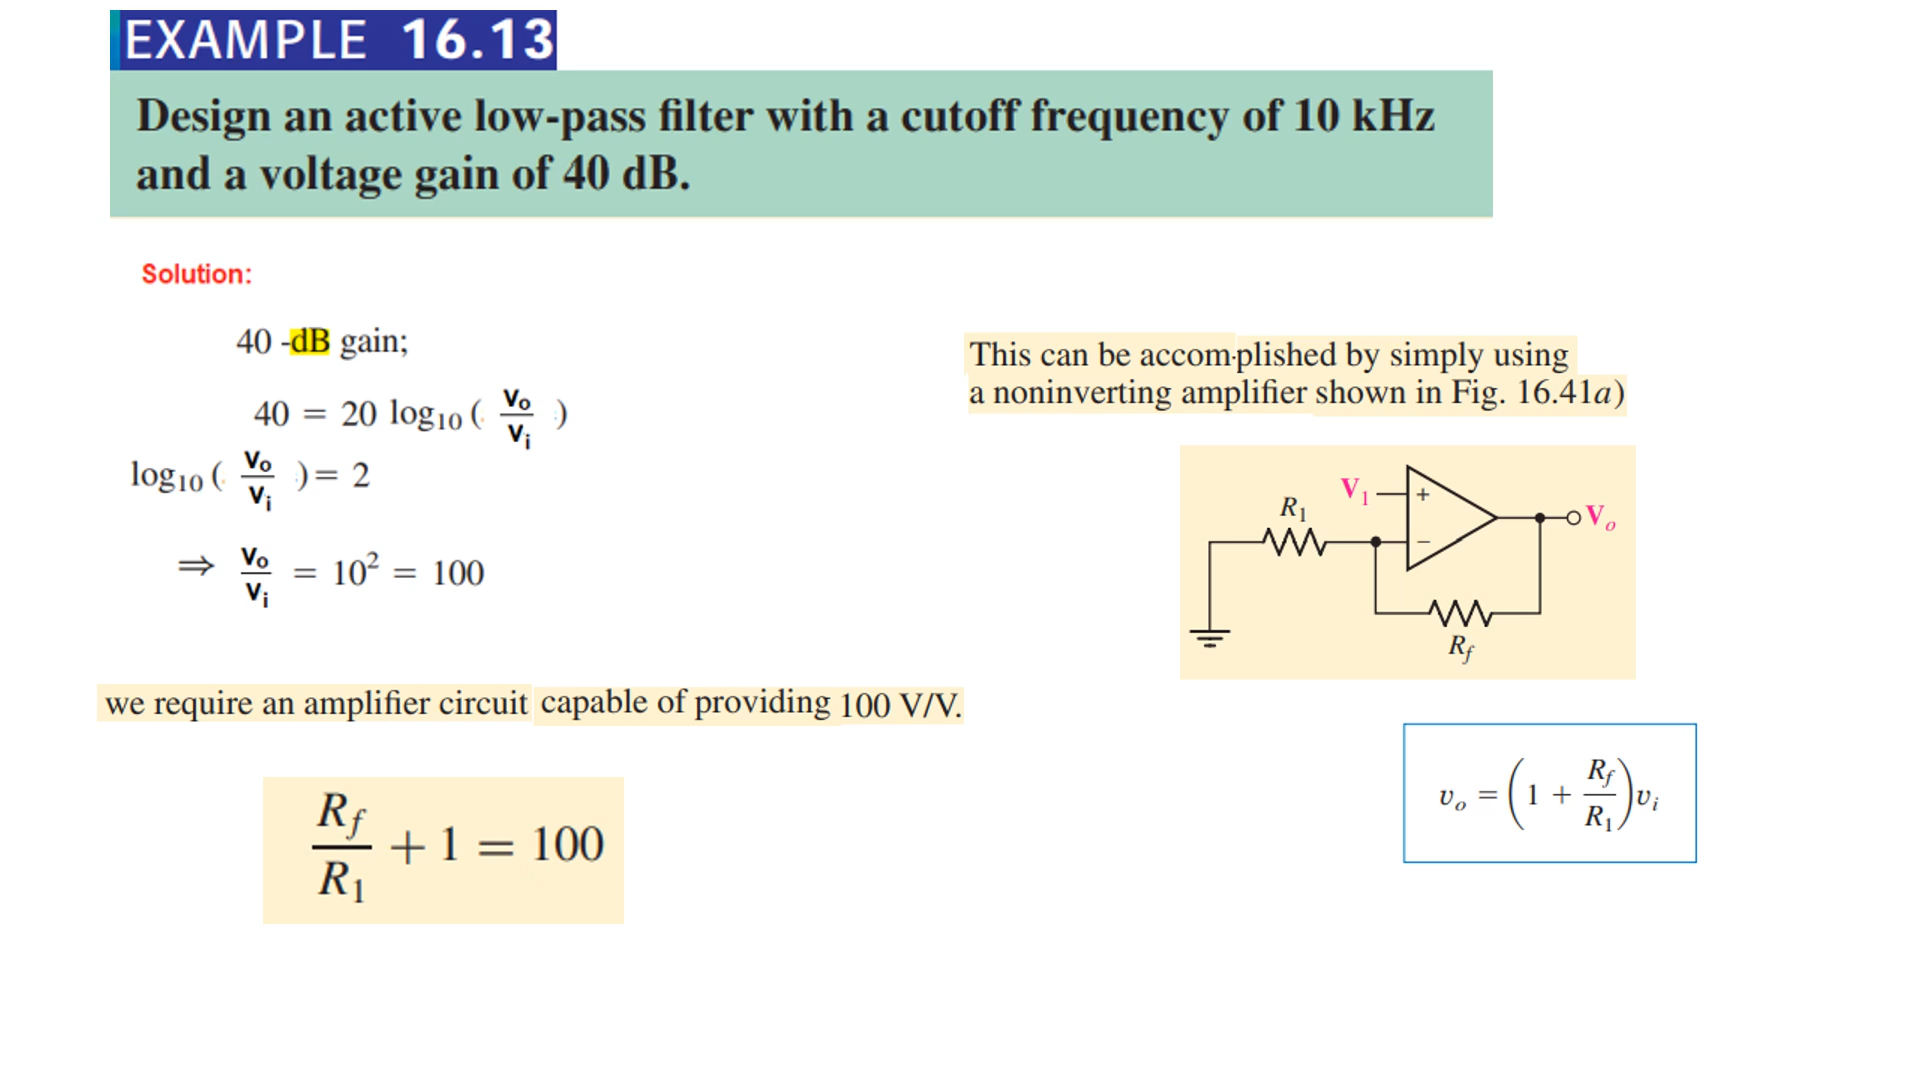 EXAMPLE 16.13
Design an active low-pass filter with a cutoff frequency of 10 kHz
and a voltage gain of 40 dB.
Solution:
40 -dB gain;
40 = 20 log₁₀ ( Vo/Vi )
log₁₀ ( Vo/Vi ) = 2
⇒ Vo/Vi = 10² = 100
we require an amplifier circuit capable of providing 100 V/V.
Rf/R₁ + 1 = 100
This can be accom-plished by simply using
a noninverting amplifier shown in Fig. 16.41a)
V₁
+
R₁
Vo
−
Rf
vo = (1 + Rf/R₁) vi